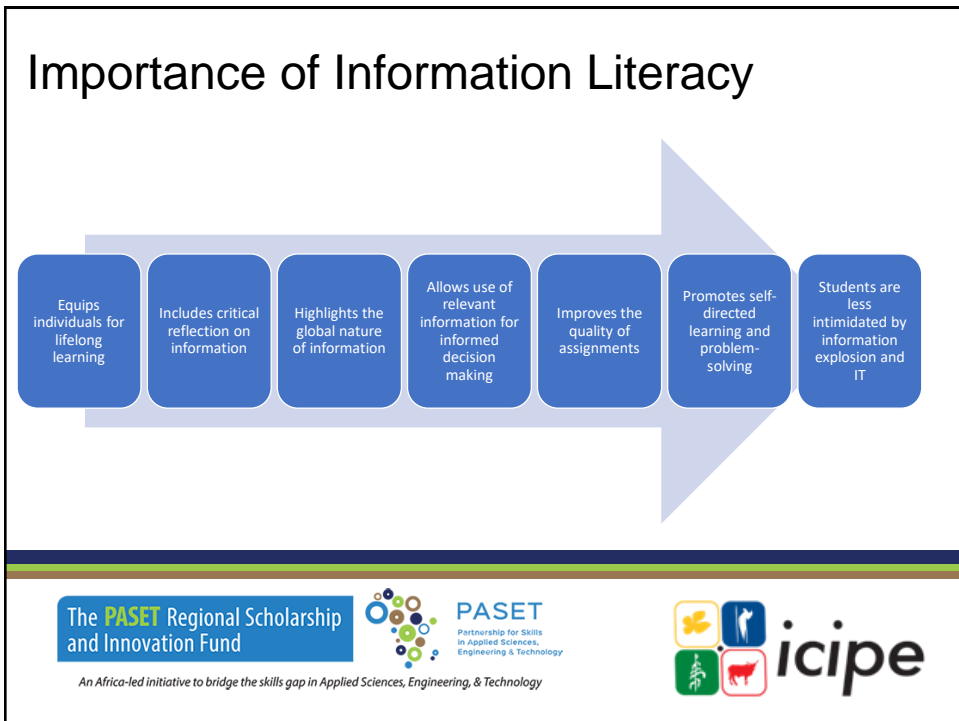 Importance of Information Literacy
Equips
individuals for
lifelong
learning
Includes critical
reflection on
information
Highlights the
global nature
of information
Allows use of
relevant
information for
informed
decision
making
Improves the
quality of
assignments
Promotes self-
directed
learning and
problem-
solving
Students are
less
intimidated by
information
explosion and
IT
The PASET Regional Scholarship
and Innovation Fund
PASET
Partnership for Skills
in Applied Sciences,
Engineering & Technology
An Africa-led initiative to bridge the skills gap in Applied Sciences, Engineering, & Technology
icipe